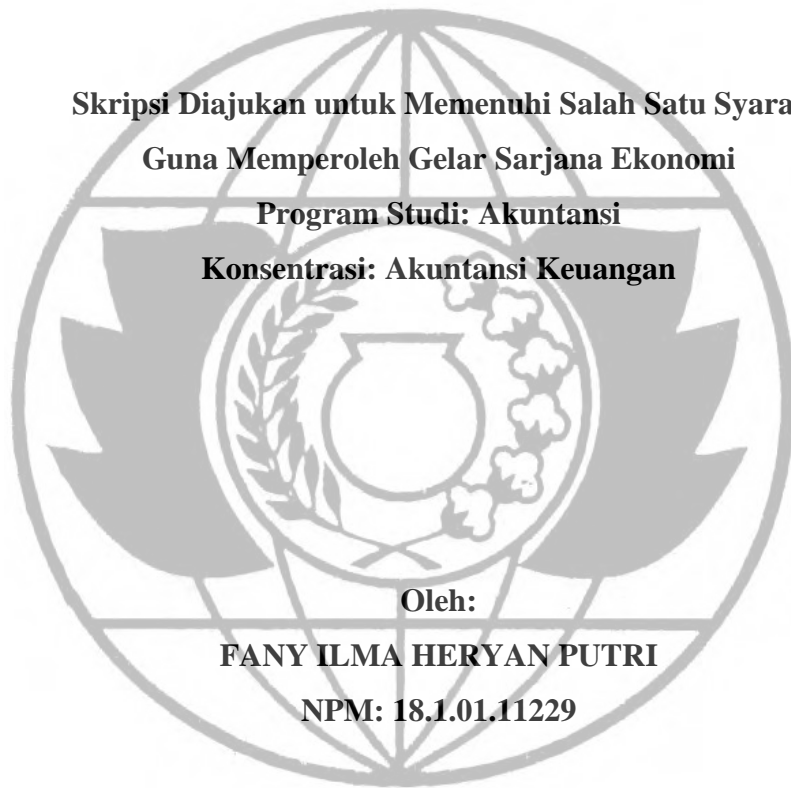 Skripsi Diajukan untuk Memenuhi Salah Satu Syara
Guna Memperoleh Gelar Sarjana Ekonomi
Program Studi: Akuntansi
Konsentrasi: Akuntansi Keuangan
Oleh:
FANY ILMA HERYAN PUTRI
NPM: 18.1.01.11229